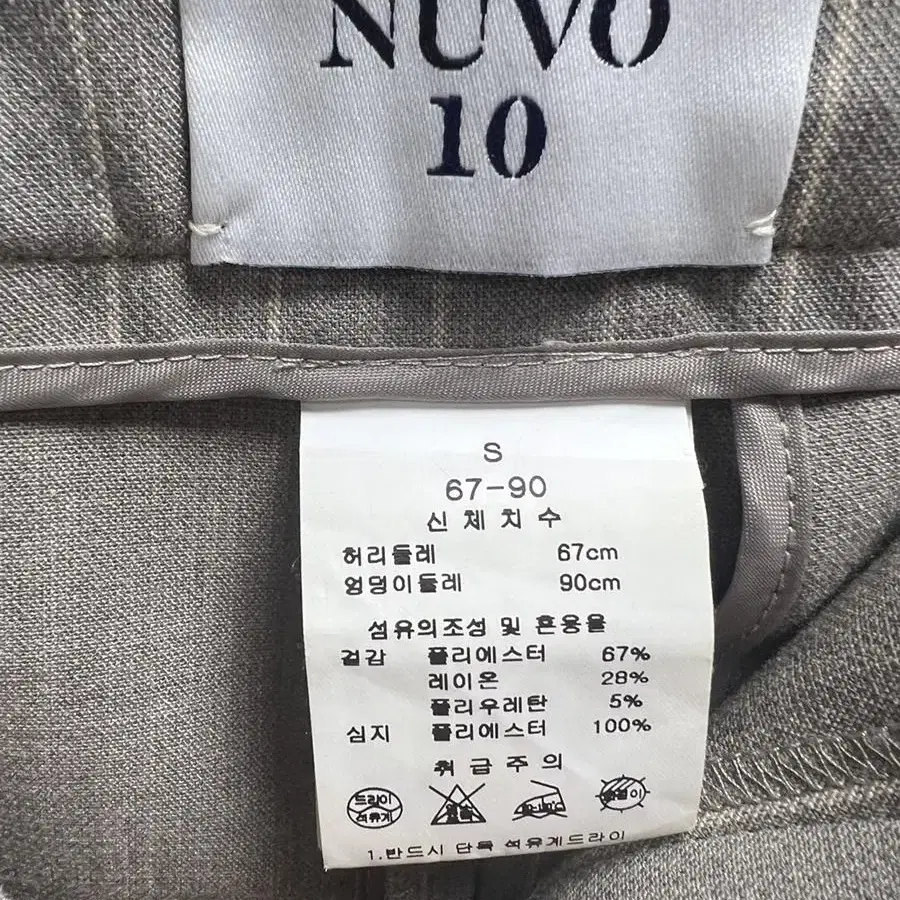 NUVO
10
S
67-90
신체치수
허리둘레 67cm
엉덩이둘레 90cm
섬유의조성 및 혼용율
겉감 폴리에스터 67%
레이온 28%
폴리우레탄 5%
심지 폴리에스터 100%
취급주의
드라이
석유계
1.반드시 단독 석유계드라이